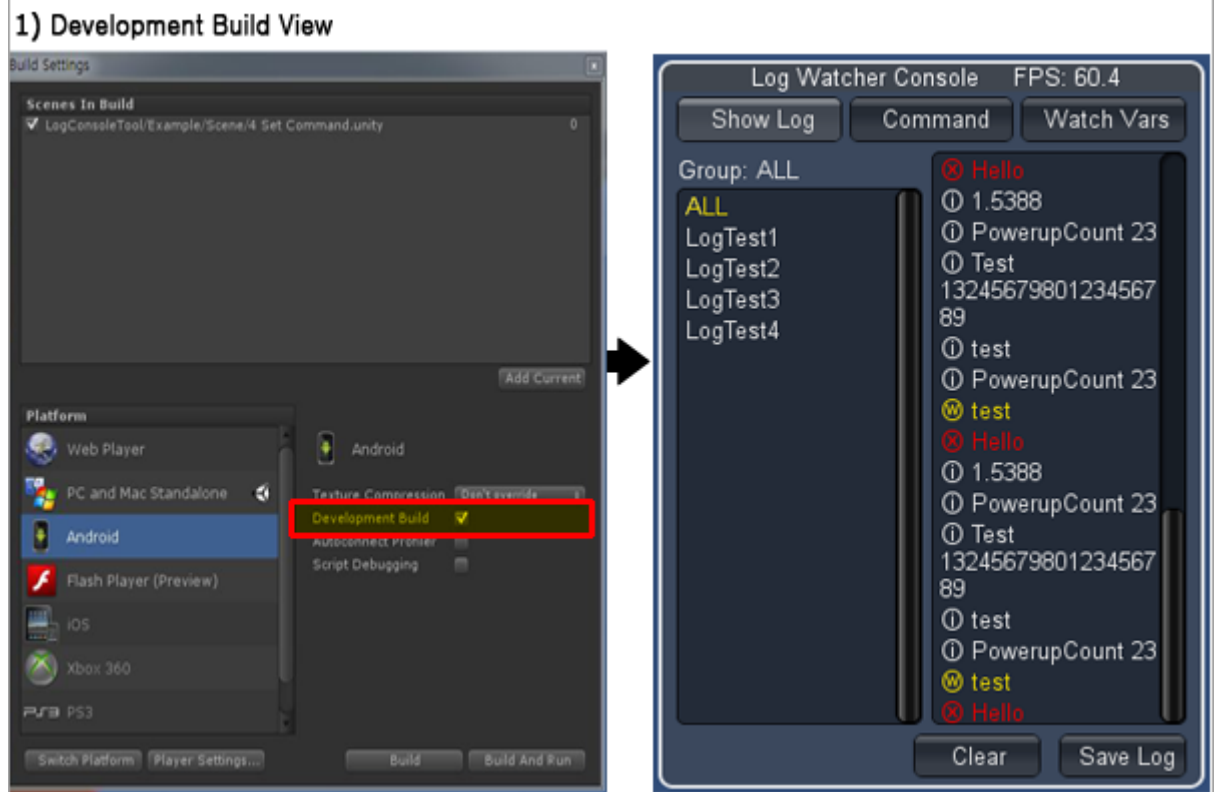 1) Development Build View
Build Settings
Scenes In Build
LogConsoleTool/Example/Scene/4 Set Command.unity 0
Add Current
Platform
Web Player
PC and Mac Standalone
Android
Flash Player (Preview)
iOS
Xbox 360
PS3 PS3
Android
Texture Compression Don't override
Development Build
Autoconnect Profiler
Script Debugging
Switch Platform Player Settings... Build Build And Run
Log Watcher Console FPS: 60.4
Show Log Command Watch Vars
Group: ALL
ALL
LogTest1
LogTest2
LogTest3
LogTest4
Hello
1.5388
PowerupCount 23
Test
13245679801234567
89
test
PowerupCount 23
test
Hello
1.5388
PowerupCount 23
Test
13245679801234567
89
test
PowerupCount 23
test
Hello
Clear Save Log